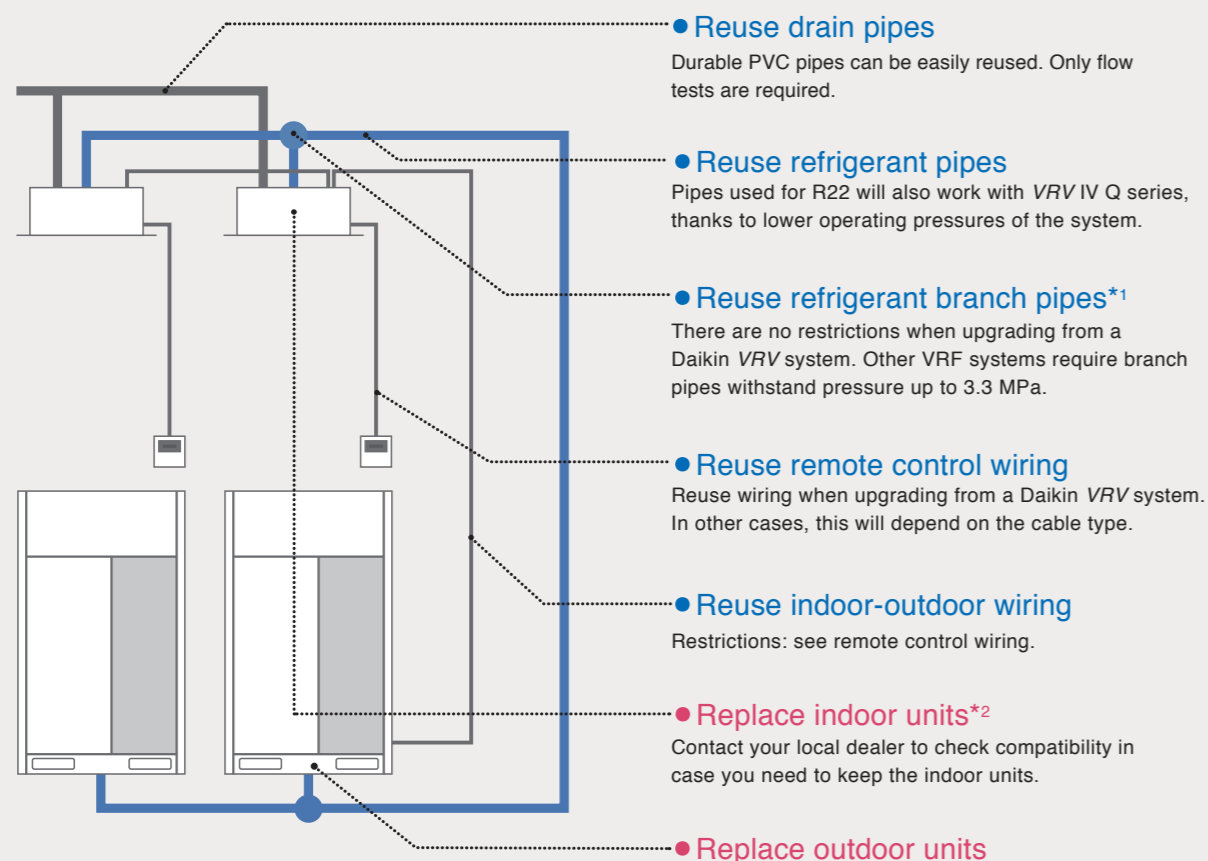 ● Reuse drain pipes
Durable PVC pipes can be easily reused. Only flow
tests are required.
● Reuse refrigerant pipes
Pipes used for R22 will also work with VRV IV Q series,
thanks to lower operating pressures of the system.
● Reuse refrigerant branch pipes*1
There are no restrictions when upgrading from a
Daikin VRV system. Other VRF systems require branch
pipes withstand pressure up to 3.3 MPa.
● Reuse remote control wiring
Reuse wiring when upgrading from a Daikin VRV system.
In other cases, this will depend on the cable type.
● Reuse indoor-outdoor wiring
Restrictions: see remote control wiring.
● Replace indoor units*2
Contact your local dealer to check compatibility in
case you need to keep the indoor units.
● Replace outdoor units